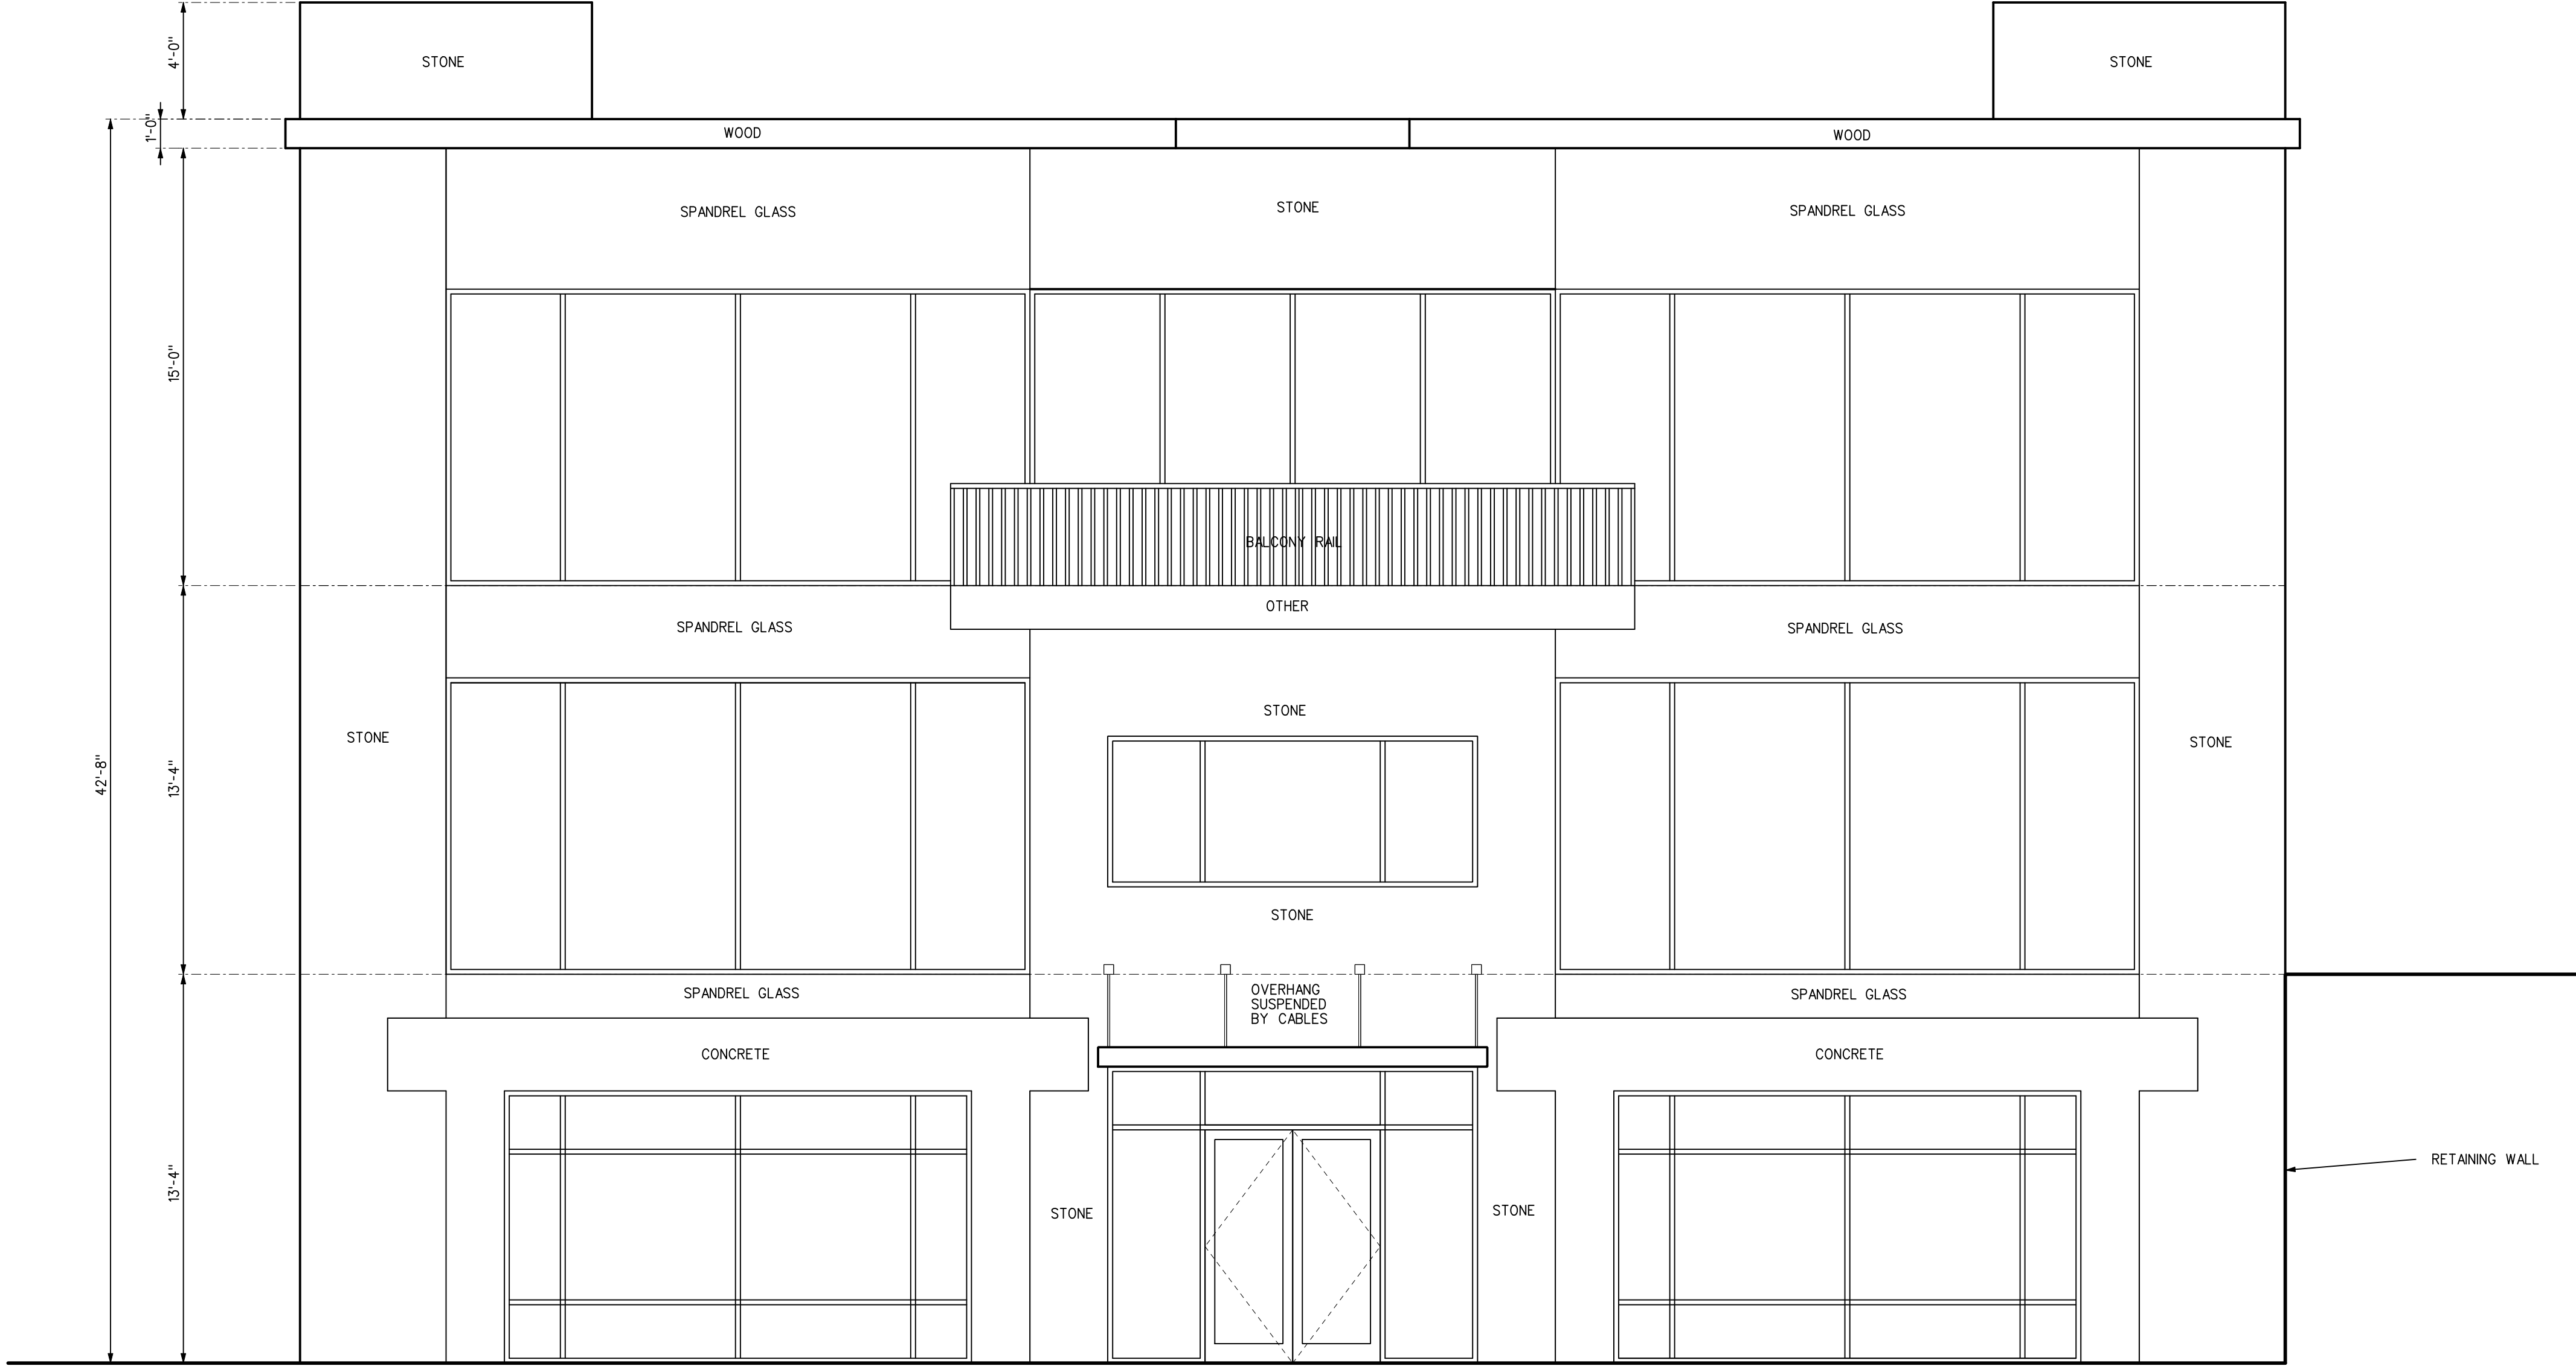 4'-0"
STONE
STONE
1'-0"
WOOD
WOOD
SPANDREL GLASS
STONE
SPANDREL GLASS
15'-0"
BALCONY RAIL
OTHER
SPANDREL GLASS
SPANDREL GLASS
STONE
STONE
STONE
42'-8"
13'-4"
STONE
SPANDREL GLASS
OVERHANG
SUSPENDED
BY CABLES
SPANDREL GLASS
CONCRETE
CONCRETE
RETAINING WALL
13'-4"
STONE
STONE